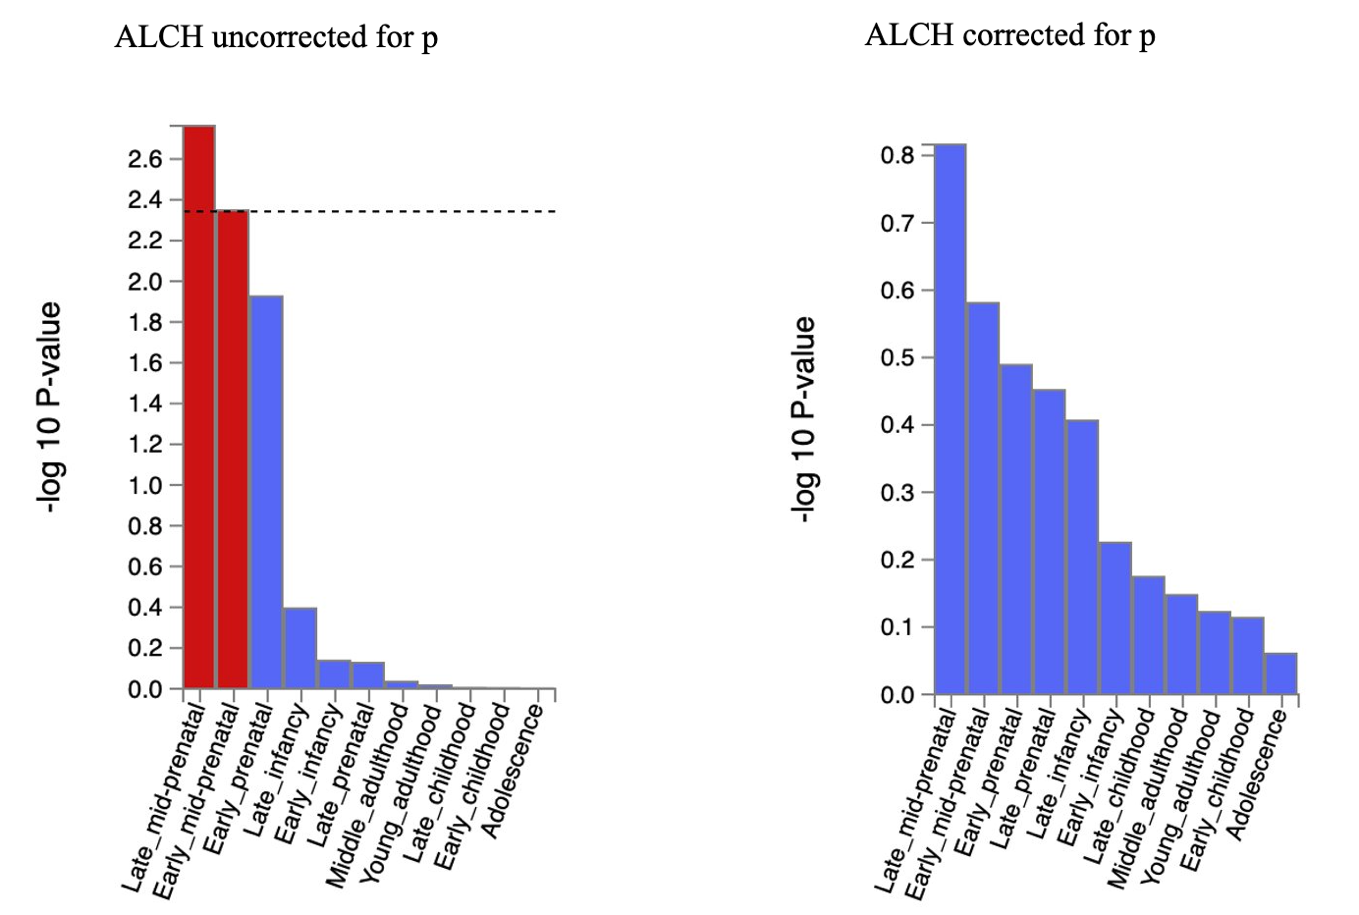 ALCH uncorrected for p
-log 10 P-value
2.6
2.4
2.2
2.0
1.8
1.6
1.4
1.2
1.0
0.8
0.6
0.4
0.2
0.0
Late_mid-prenatal
Early_mid-prenatal
Early_prenatal
Late_infancy
Early_infancy
Late_prenatal
Middle_adulthood
Young_adulthood
Late_childhood
Early_childhood
Adolescence
ALCH corrected for p
-log 10 P-value
0.8
0.7
0.6
0.5
0.4
0.3
0.2
0.1
0.0
Late_mid-prenatal
Early_mid-prenatal
Early_prenatal
Late_prenatal
Late_infancy
Early_infancy
Late_childhood
Middle_adulthood
Young_adulthood
Early_childhood
Adolescence